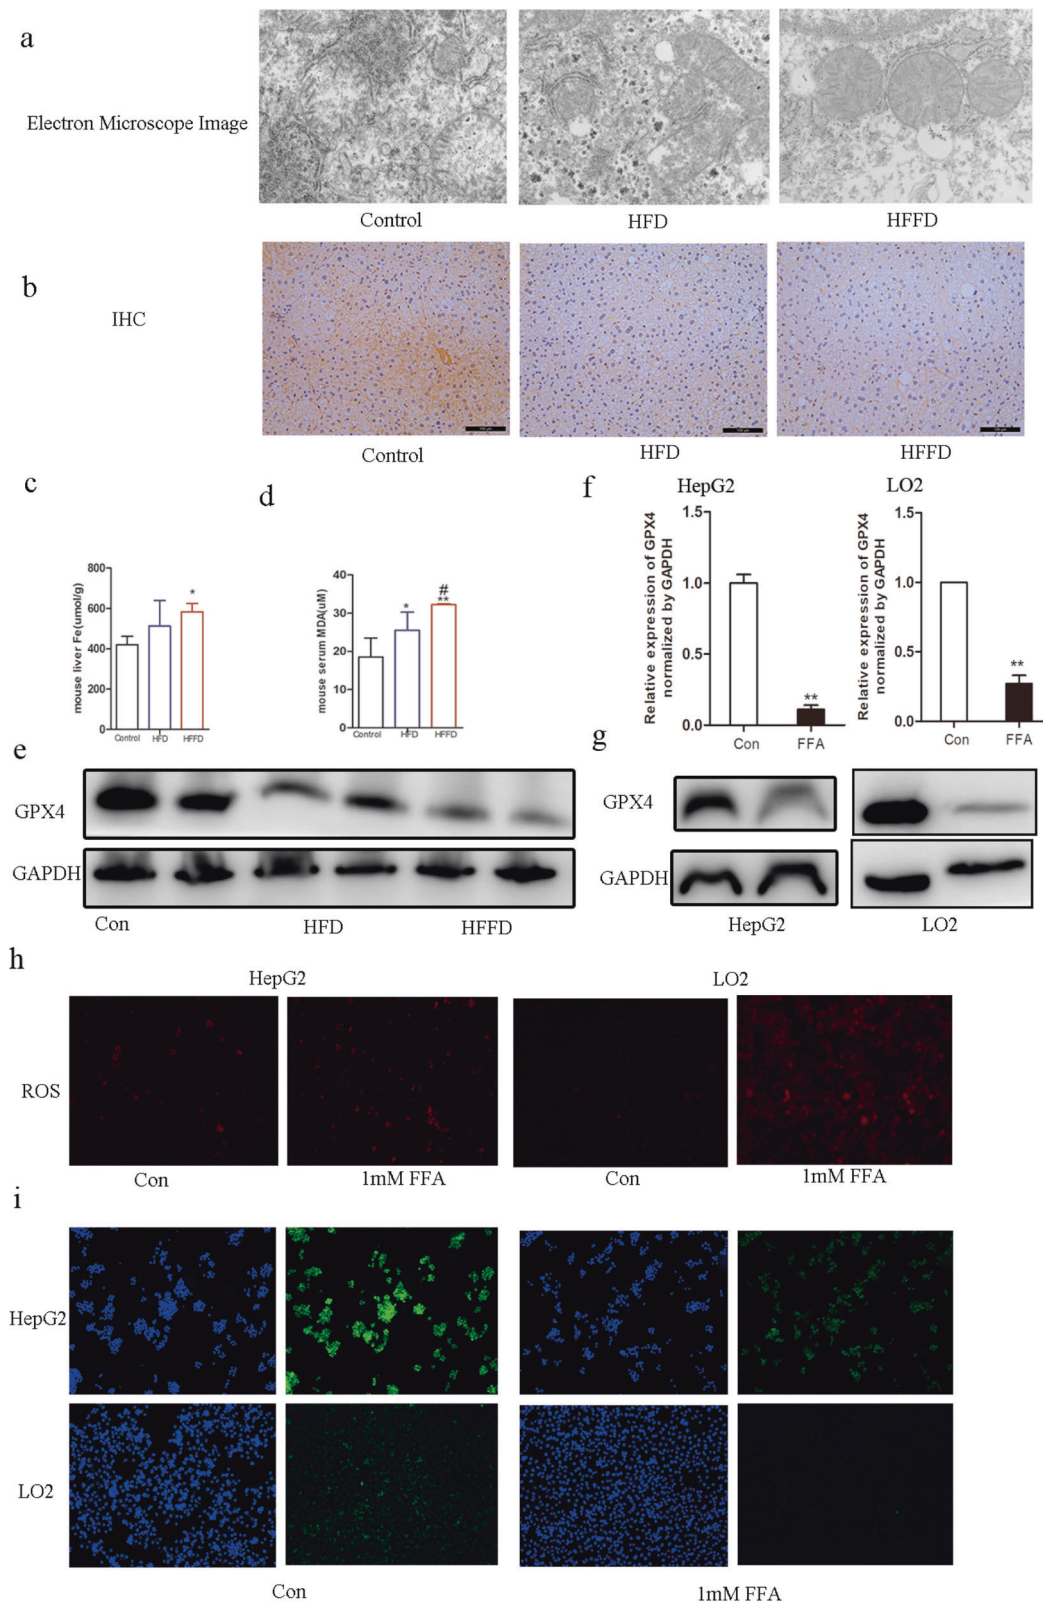 a
Electron Microscope Image
Control
HFD
HFFD
b
IHC
Control
HFD
HFFD
c
mouse liver Fe(umol/g)
800
600
400
200
0
Control
HFD
HFFD
d
mouse serum MDA(uM)
40
30
20
10
0
*
*
#
**
Control
HFD
HFFD
f
HepG2
Relative expression of GPX4
normalized by GAPDH
1.5
1.0
0.5
0.0
**
Con
FFA
LO2
Relative expression of GPX4
normalized by GAPDH
1.5
1.0
0.5
0.0
**
Con
FFA
e
GPX4
GAPDH
Con
HFD
HFFD
g
GPX4
GAPDH
HepG2
LO2
h
HepG2
LO2
ROS
Con
1mM FFA
Con
1mM FFA
i
HepG2
LO2
Con
1mM FFA